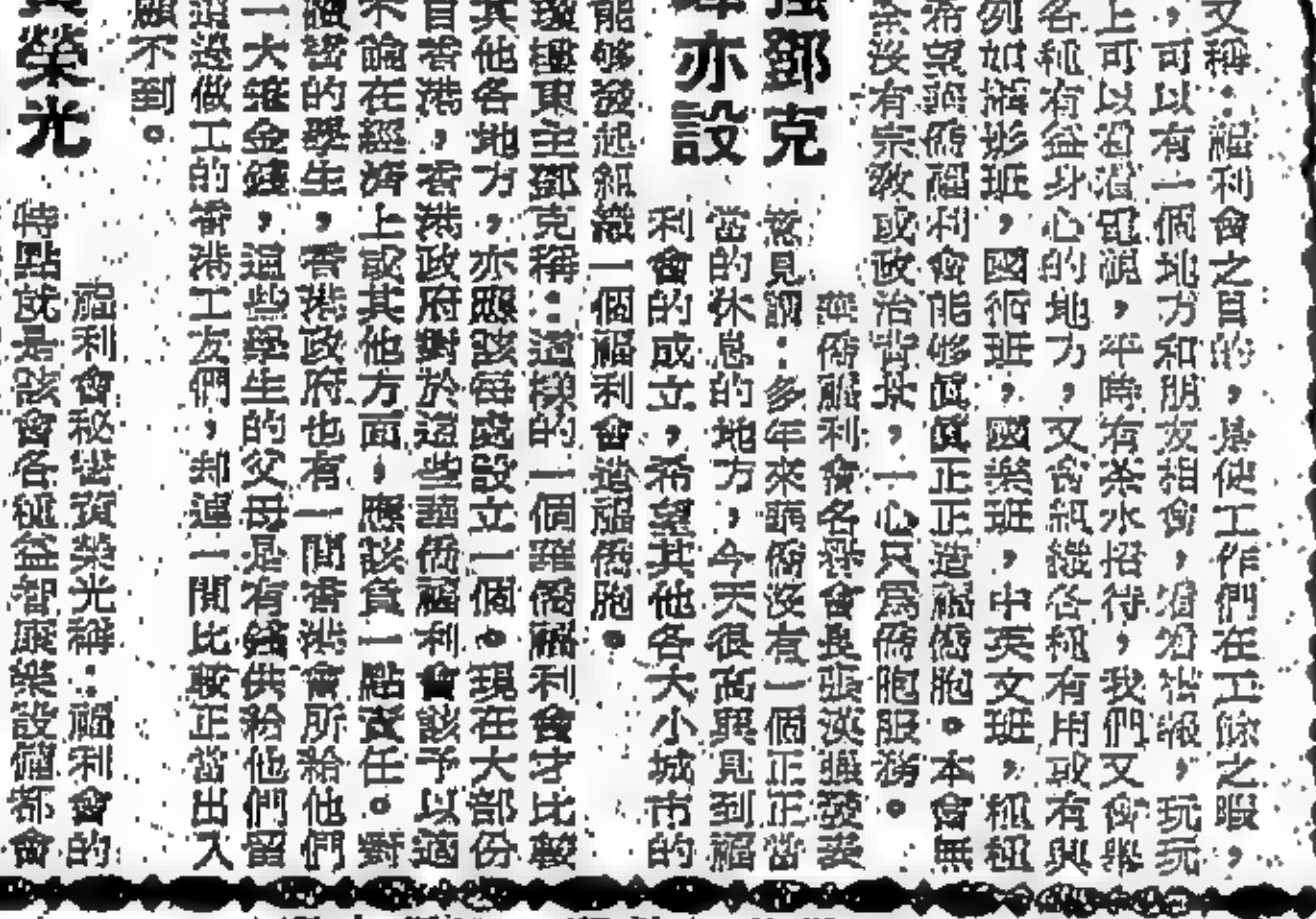 又稱：福利會之目的，是使工作們在工餘之暇，
，可以有一個地方和朋友相會，看看書報，玩玩
上可以看看電視，平時有茶水招待，我們又會舉
各種有益身心的地方，又會組織各種有用或有興
例如攝影班，國術班，國樂班，中英文班，種種
希望華僑福利會能够真真正正造福僑胞。本會無
有宗教或政治背景，一心只爲僑胞服務。
鄧克
亦設
華僑福利會名譽會長張漢強發表
意見謂：多年來華僑沒有一個正正當
當的休息的地方，今天很高興見到福
利會的成立，希望其他各大小城市的
能够發起組織一個福利會造福僑胞。
樓東主鄧克稱：這樣的一個華僑福利會才比較
其他各地方，亦應該每處設立一個。現在大部份
自香港，香港政府對於這些華僑福利會該予以適
不論在經濟上或其他方面，應該負一點責任。對
讀書的學生，香港政府也有一間香港會所給他們
一大堆金錢，這些學生的父母是有錢供給他們留
這邊做工的香港工友們，却連一間比較正當出入
顧不到。
榮光
福利會秘書黃榮光稱：福利會的
特點就是該會各種益智康樂設備都會